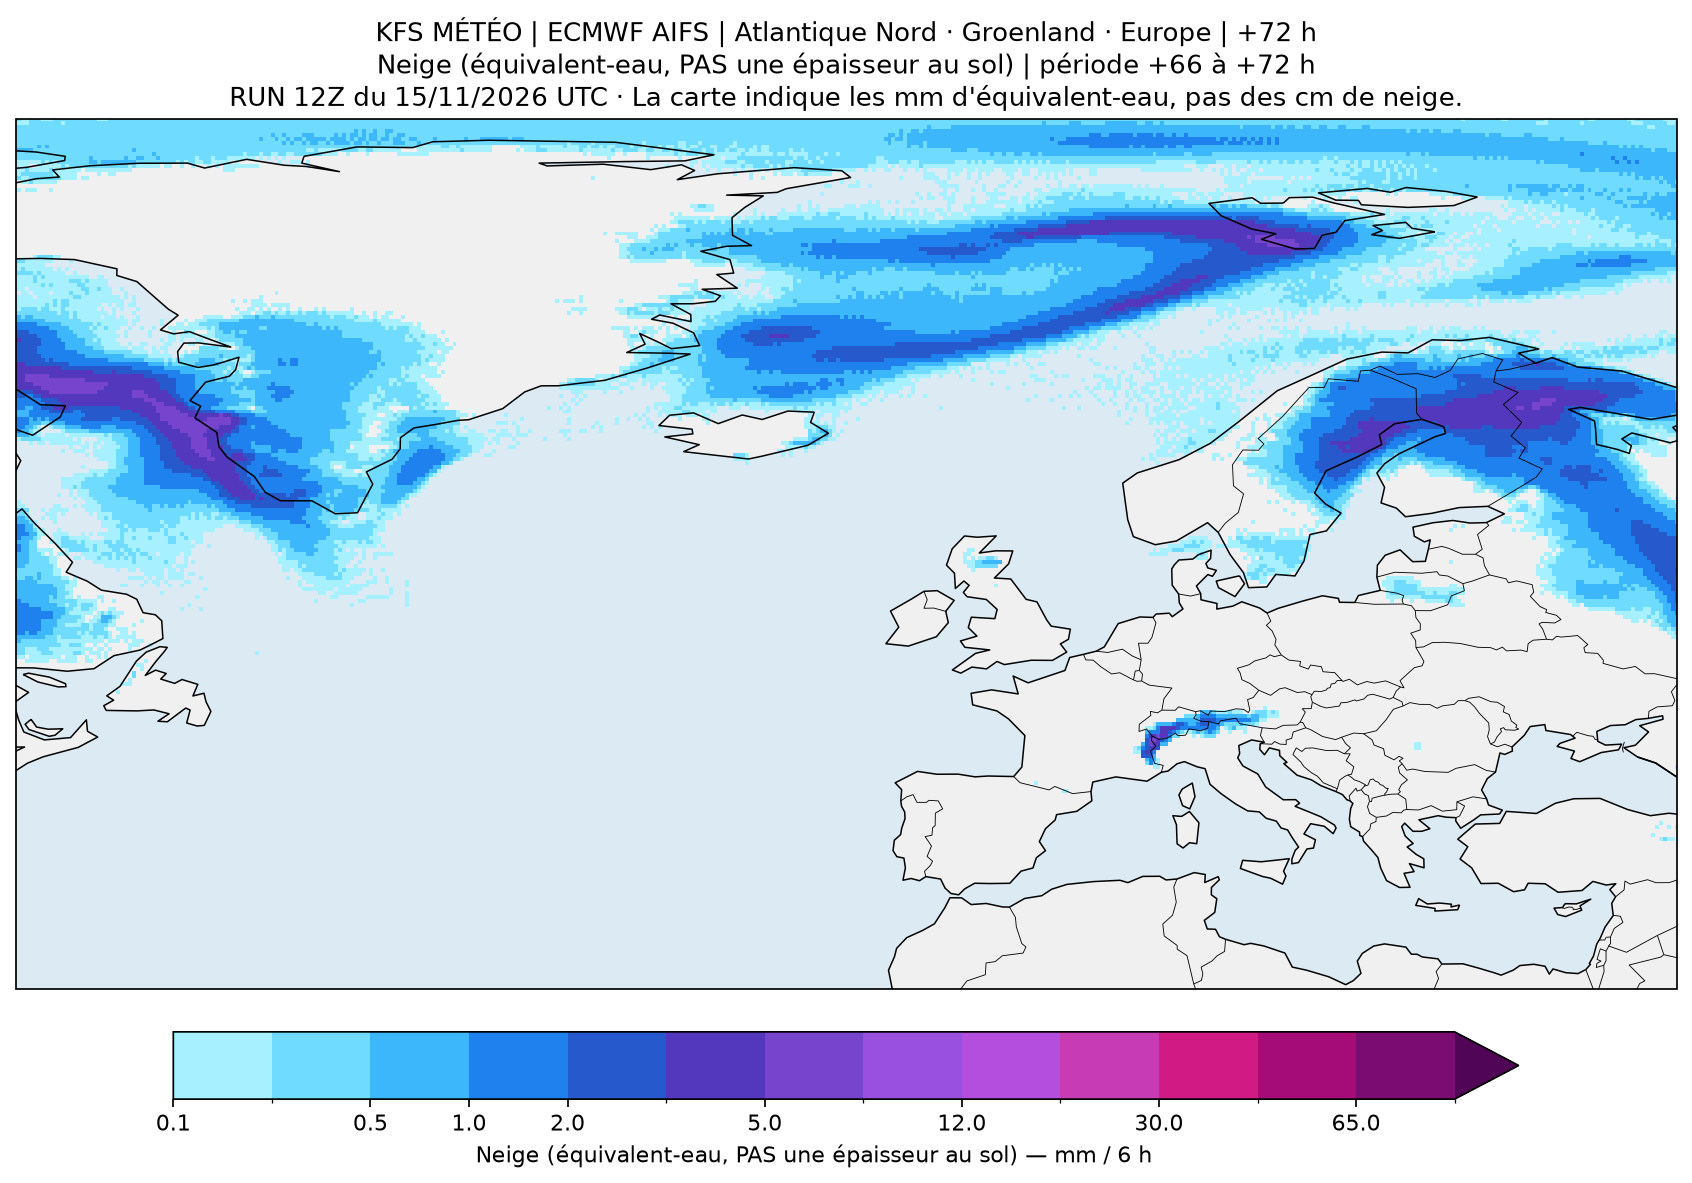 KFS MÉTÉO | ECMWF AIFS | Atlantique Nord · Groenland · Europe | +72 h
Neige (équivalent-eau, PAS une épaisseur au sol) | période +66 à +72 h
RUN 12Z du 15/11/2026 UTC · La carte indique les mm d'équivalent-eau, pas des cm de neige.
0.1 0.5 1.0 2.0 5.0 12.0 30.0 65.0
Neige (équivalent-eau, PAS une épaisseur au sol) — mm / 6 h